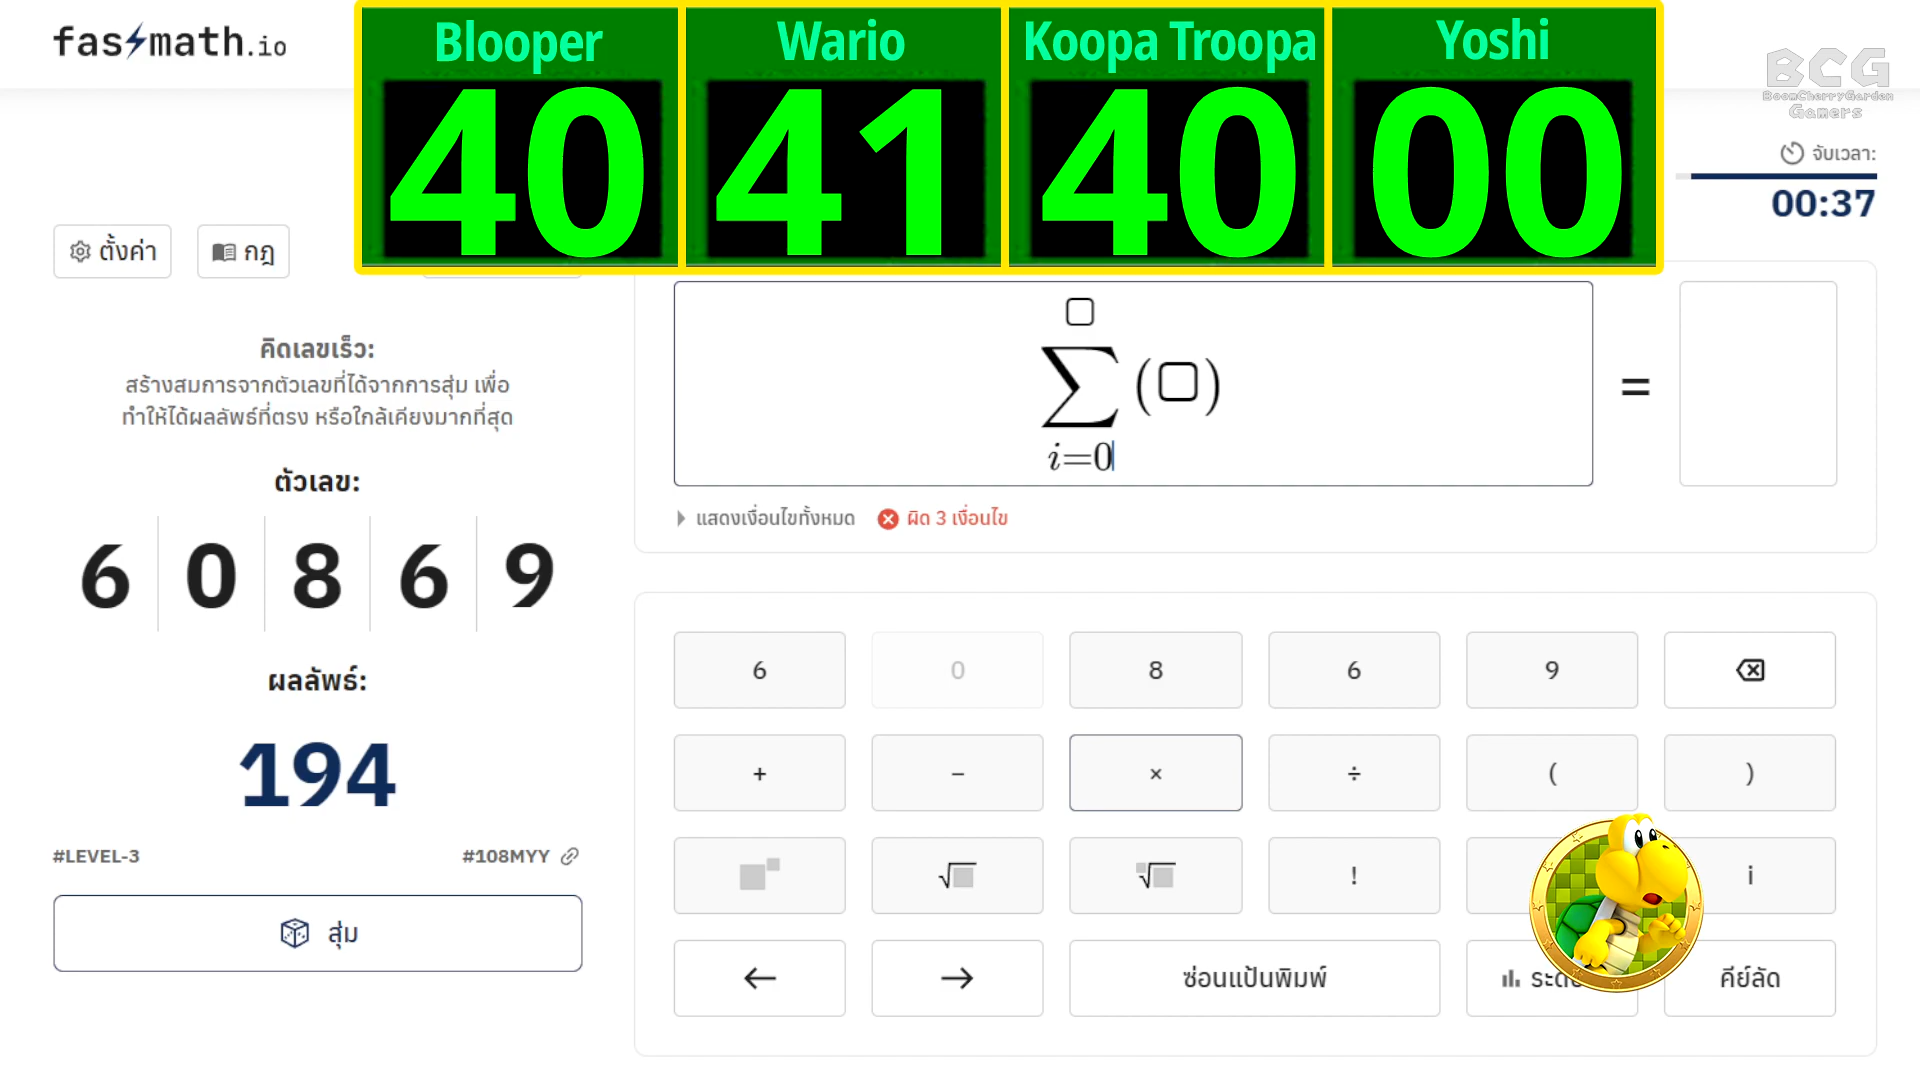 fastmath.io
Blooper
Wario
Koopa Troopa
Yoshi
40
41
40
00
BCG
BoomCherryGarden
Gamers
จับเวลา:
00:37
ตั้งค่า
กฎ
คิดเลขเร็ว:
สร้างสมการจากตัวเลขที่ได้จากการสุ่ม เพื่อ
ทำให้ได้ผลลัพธ์ที่ตรง หรือใกล้เคียงมากที่สุด
ตัวเลข:
6 0 8 6 9
ผลลัพธ์:
194
#LEVEL-3
#108MYY
สุ่ม
∑ (□)
i=0
=
แสดงเงื่อนไขทั้งหมด
ผิด 3 เงื่อนไข
6 0 8 6 9
+ − × ÷ ( )
√ √ ! i
← →
ซ่อนแป้นพิมพ์
คีย์ลัด